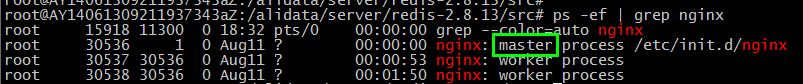 root@AY14061309211937343aZ:/alidata/server/redis-2.8.13/src#
root@AY14061309211937343aZ:/alidata/server/redis-2.8.13/src# ps -ef | grep nginx
root     15918 11300  0 18:32 pts/0    00:00:00 grep --color=auto nginx
root     30536     1  0 Aug11 ?        00:00:00 nginx: master process /etc/init.d/nginx
root     30537 30536  0 Aug11 ?        00:00:53 nginx: worker process
root     30538 30536  0 Aug11 ?        00:01:50 nginx: worker process